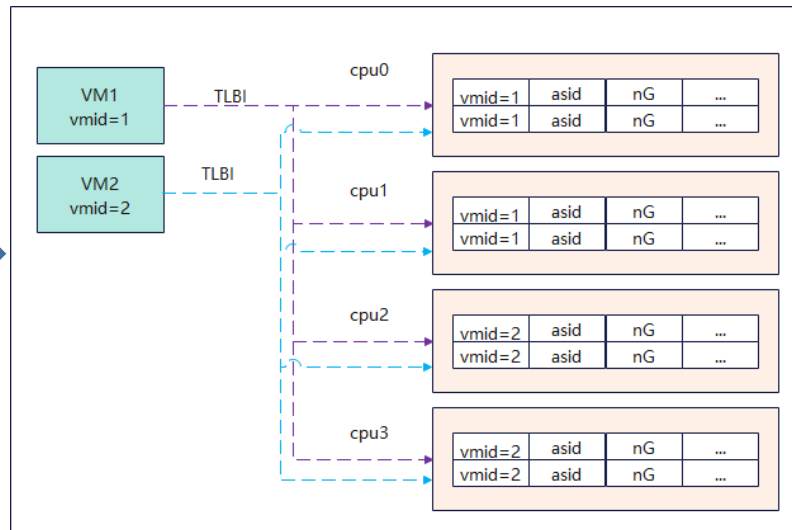 VM1
vmid=1
TLBI
cpu0
vmid=1 asid nG ...
vmid=1 asid nG ...
VM2
vmid=2
TLBI
cpu1
vmid=1 asid nG ...
vmid=1 asid nG ...
cpu2
vmid=2 asid nG ...
vmid=2 asid nG ...
cpu3
vmid=2 asid nG ...
vmid=2 asid nG ...